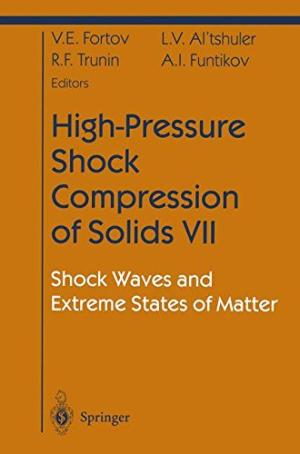 V.E. Fortov L.V. Al'tshuler
R.F. Trunin A.I. Funtikov
Editors
High-Pressure
Shock
Compression
of Solids VII
Shock Waves and
Extreme States of Matter
Springer